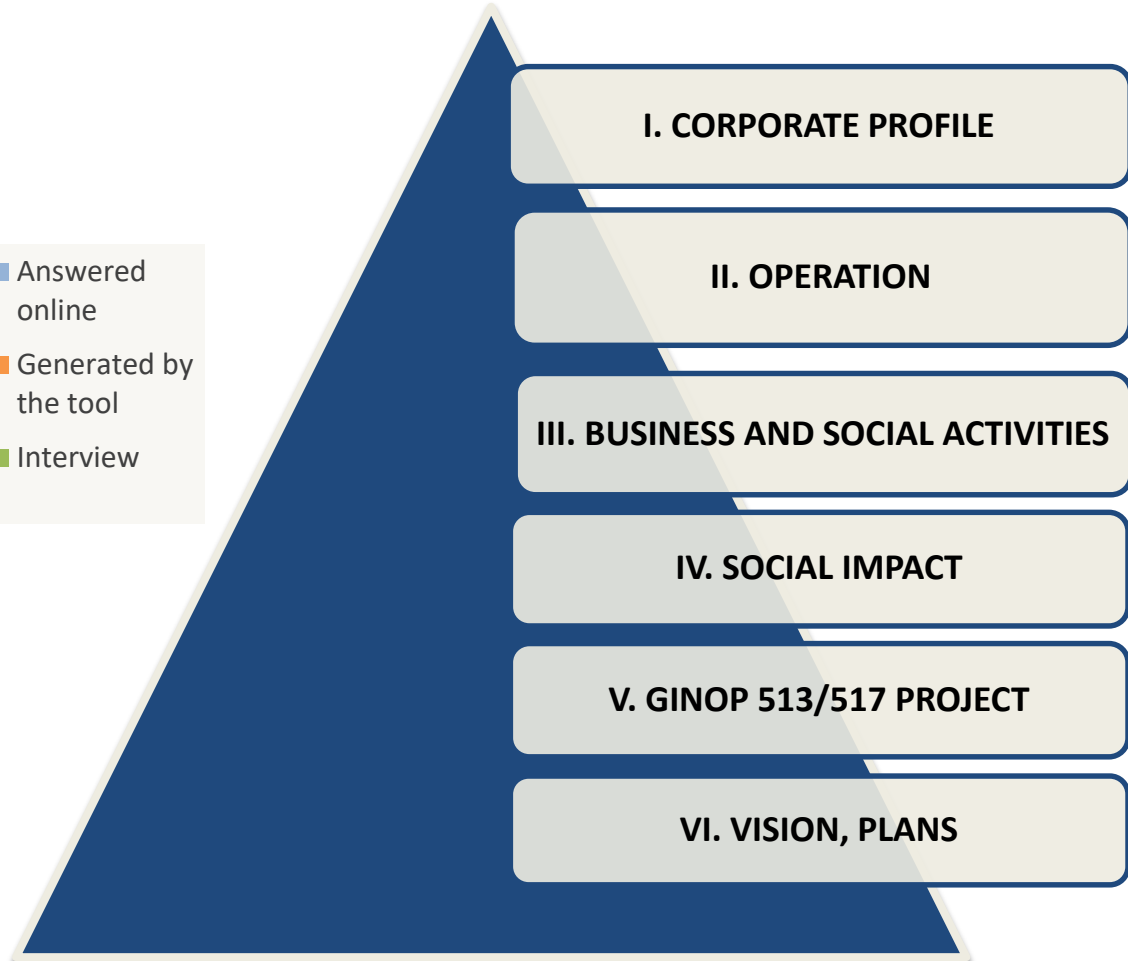 I. CORPORATE PROFILE
II. OPERATION
Answered
online
Generated by
the tool
Interview
III. BUSINESS AND SOCIAL ACTIVITIES
IV. SOCIAL IMPACT
V. GINOP 513/517 PROJECT
VI. VISION, PLANS